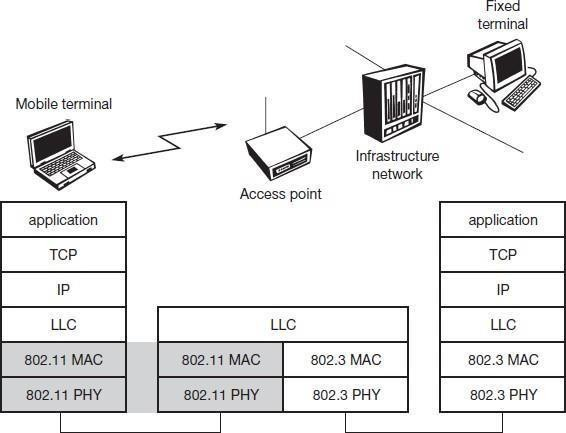 Fixed
terminal
Mobile terminal
Infrastructure
network
Access point
application
TCP
IP
LLC
802.11 MAC
802.11 PHY
LLC
802.11 MAC
802.3 MAC
802.11 PHY
802.3 PHY
application
TCP
IP
LLC
802.3 MAC
802.3 PHY